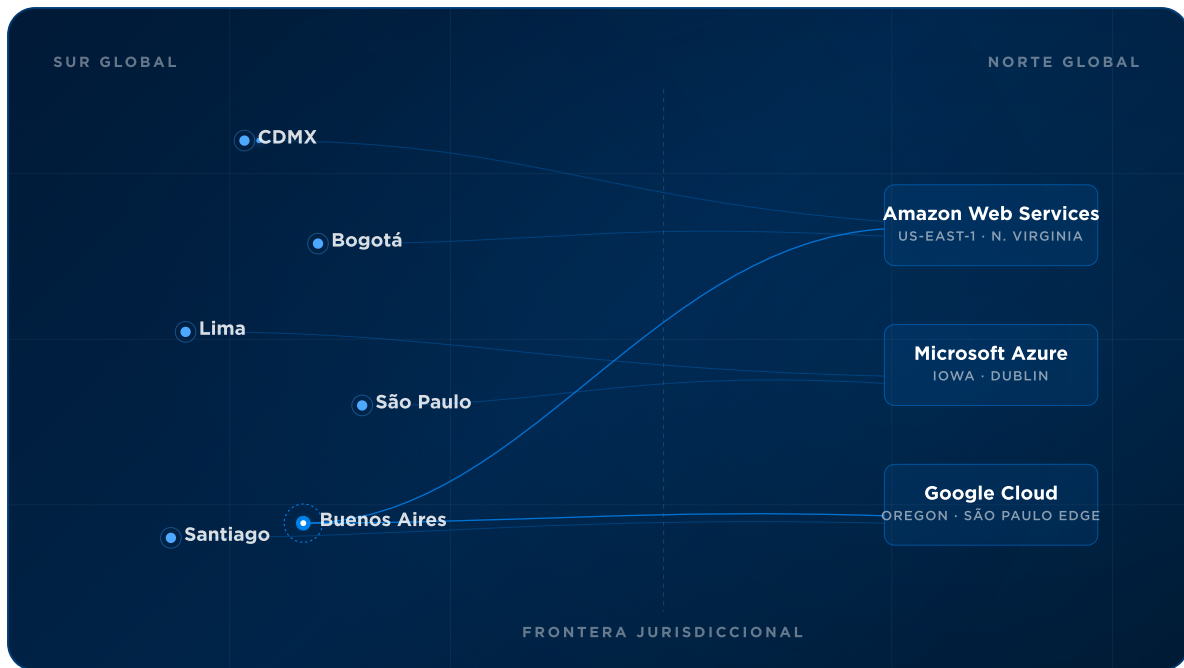 SUR GLOBAL
NORTE GLOBAL
CDMX
Bogotá
Lima
São Paulo
Buenos Aires
Santiago
Amazon Web Services
US-EAST-1 · N. VIRGINIA
Microsoft Azure
IOWA · DUBLIN
Google Cloud
OREGON · SÃO PAULO EDGE
FRONTERA JURISDICCIONAL